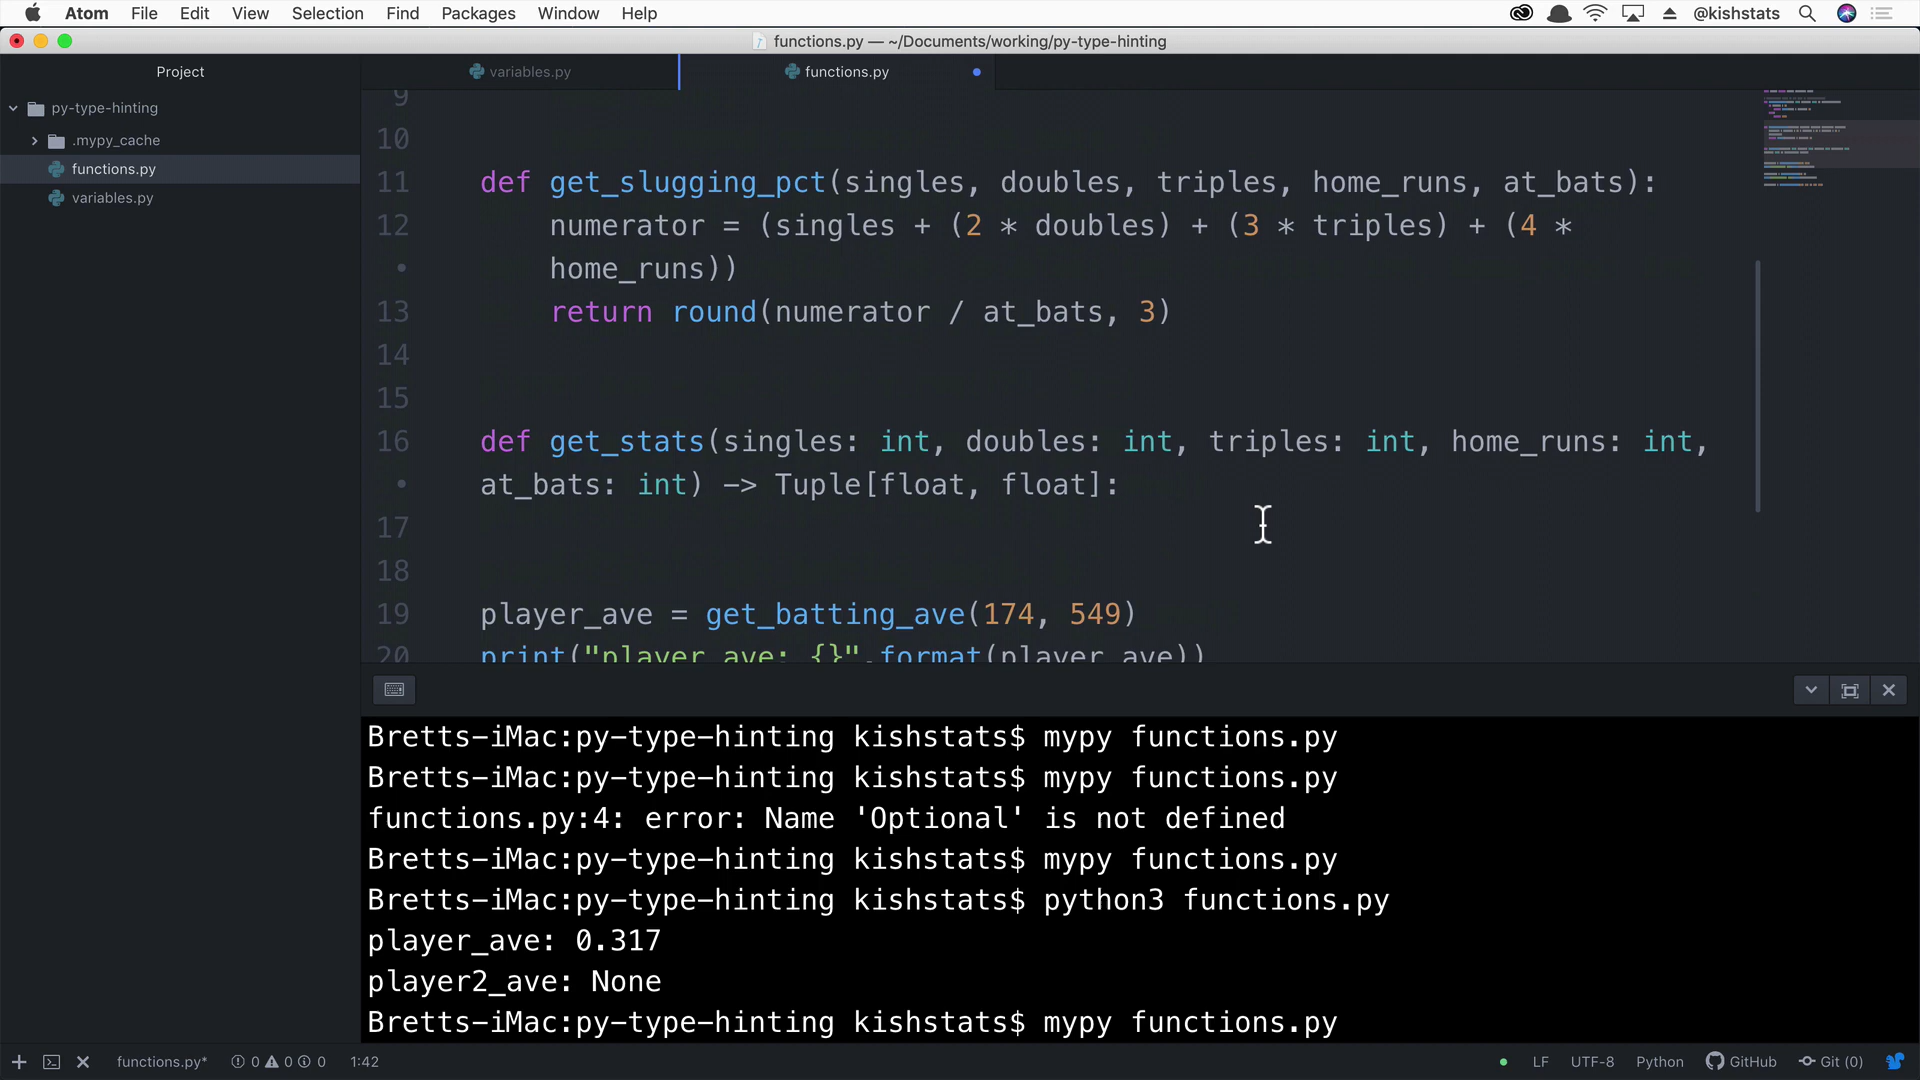 Atom File Edit View Selection Find Packages Window Help @kishstats
functions.py — ~/Documents/working/py-type-hinting
Project
variables.py
functions.py
py-type-hinting
.mypy_cache
functions.py
variables.py
9
10
11 def get_slugging_pct(singles, doubles, triples, home_runs, at_bats):
12 numerator = (singles + (2 * doubles) + (3 * triples) + (4 *
• home_runs))
13 return round(numerator / at_bats, 3)
14
15
16 def get_stats(singles: int, doubles: int, triples: int, home_runs: int,
• at_bats: int) -> Tuple[float, float]:
17
18
19 player_ave = get_batting_ave(174, 549)
20 print("player ave: {}".format(player_ave))
Bretts-iMac:py-type-hinting kishstats$ mypy functions.py
Bretts-iMac:py-type-hinting kishstats$ mypy functions.py
functions.py:4: error: Name 'Optional' is not defined
Bretts-iMac:py-type-hinting kishstats$ mypy functions.py
Bretts-iMac:py-type-hinting kishstats$ python3 functions.py
player_ave: 0.317
player2_ave: None
Bretts-iMac:py-type-hinting kishstats$ mypy functions.py
functions.py* 0 0 0 1:42 LF UTF-8 Python GitHub Git (0)